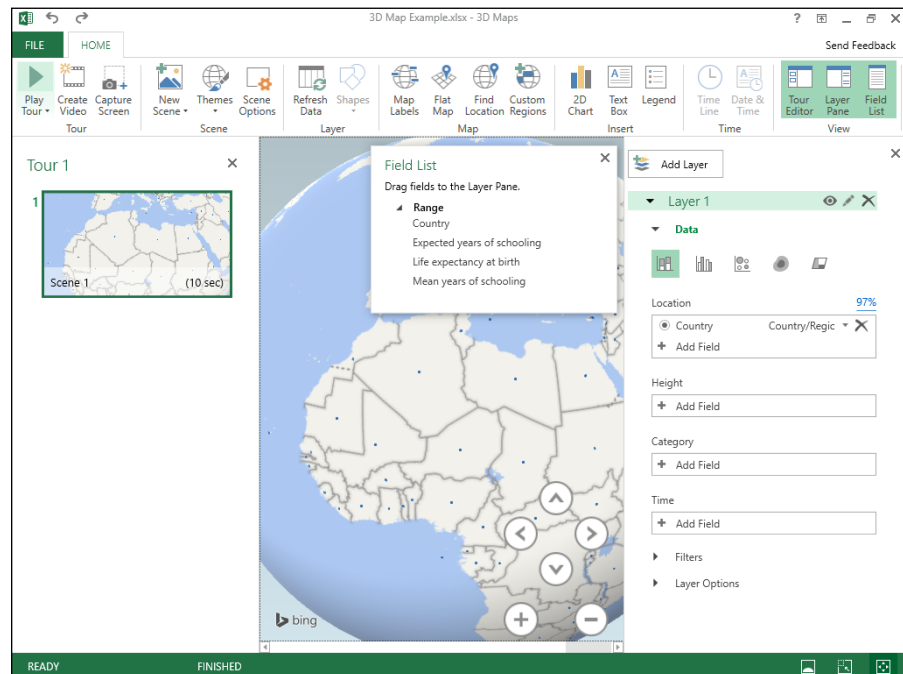 3D Map Example.xlsx - 3D Maps
?
FILE
HOME
Send Feedback
Play Tour
Create Video
Capture Screen
New Scene
Themes
Scene Options
Refresh Data
Shapes
Map Labels
Flat Map
Find Location
Custom Regions
2D Chart
Text Box
Legend
Time Line
Date & Time
Tour Editor
Layer Pane
Field List
Tour
Scene
Layer
Map
Insert
Time
View
Tour 1
1
Scene 1 (10 sec)
Field List
Drag fields to the Layer Pane.
Range
Country
Expected years of schooling
Life expectancy at birth
Mean years of schooling
bing
Add Layer
Layer 1
Data
Location 97%
Country Country/Regic
Add Field
Height
Add Field
Category
Add Field
Time
Add Field
Filters
Layer Options
READY FINISHED